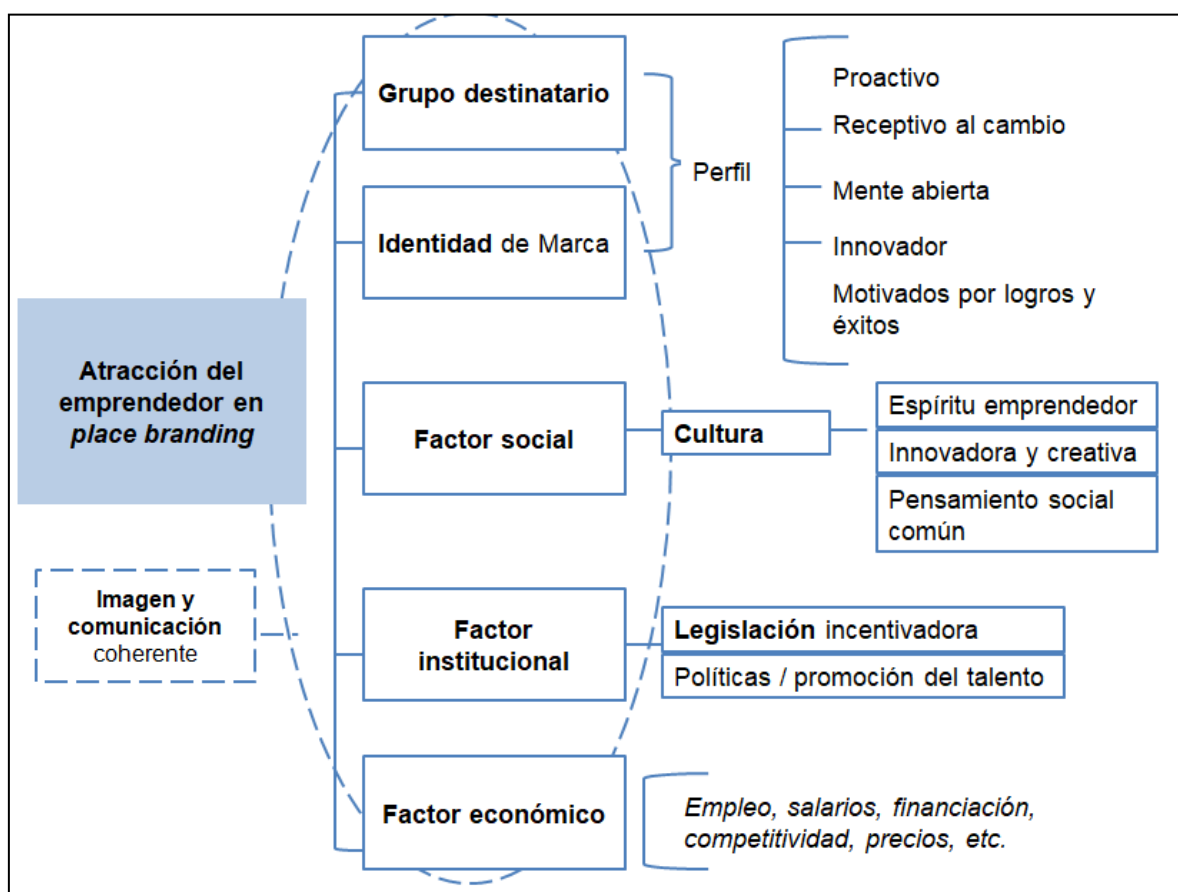 Grupo destinatario
Identidad de Marca
Perfil
Proactivo
Receptivo al cambio
Mente abierta
Innovador
Motivados por logros y
éxitos
Atracción del
emprendedor en
place branding
Factor social
Cultura
Espíritu emprendedor
Innovadora y creativa
Pensamiento social
común
Imagen y
comunicación
coherente
Factor
institucional
Legislación incentivadora
Políticas / promoción del talento
Factor económico
Empleo, salarios, financiación,
competitividad, precios, etc.